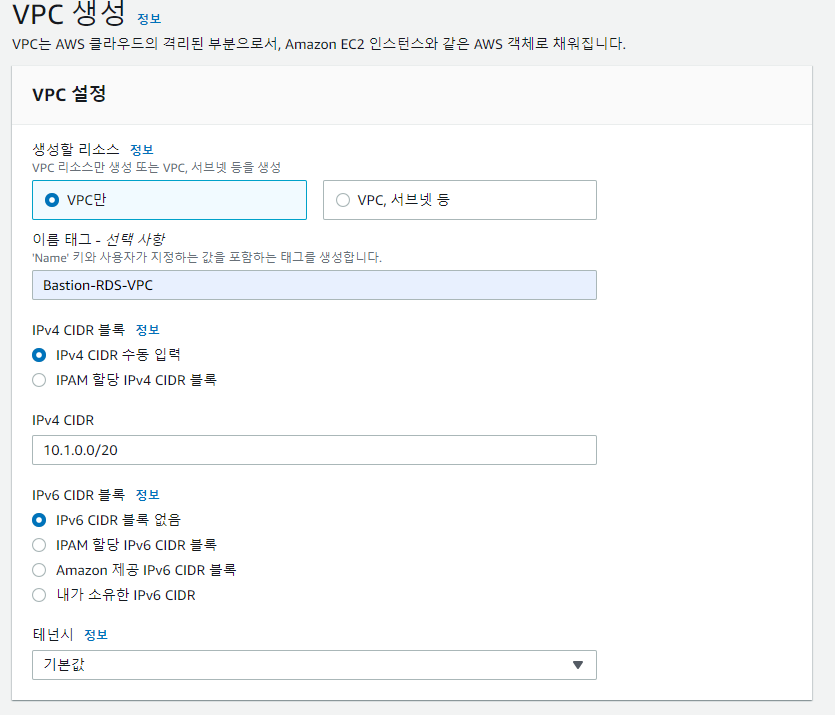 VPC 생성 정보
VPC는 AWS 클라우드의 격리된 부분으로서, Amazon EC2 인스턴스와 같은 AWS 객체로 채워집니다.
VPC 설정
생성할 리소스 정보
VPC 리소스만 생성 또는 VPC, 서브넷 등을 생성
VPC만
VPC, 서브넷 등
이름 태그 - 선택 사항
'Name' 키와 사용자가 지정하는 값을 포함하는 태그를 생성합니다.
Bastion-RDS-VPC
IPv4 CIDR 블록 정보
IPv4 CIDR 수동 입력
IPAM 할당 IPv4 CIDR 블록
IPv4 CIDR
10.1.0.0/20
IPv6 CIDR 블록 정보
IPv6 CIDR 블록 없음
IPAM 할당 IPv6 CIDR 블록
Amazon 제공 IPv6 CIDR 블록
내가 소유한 IPv6 CIDR
테넌시 정보
기본값